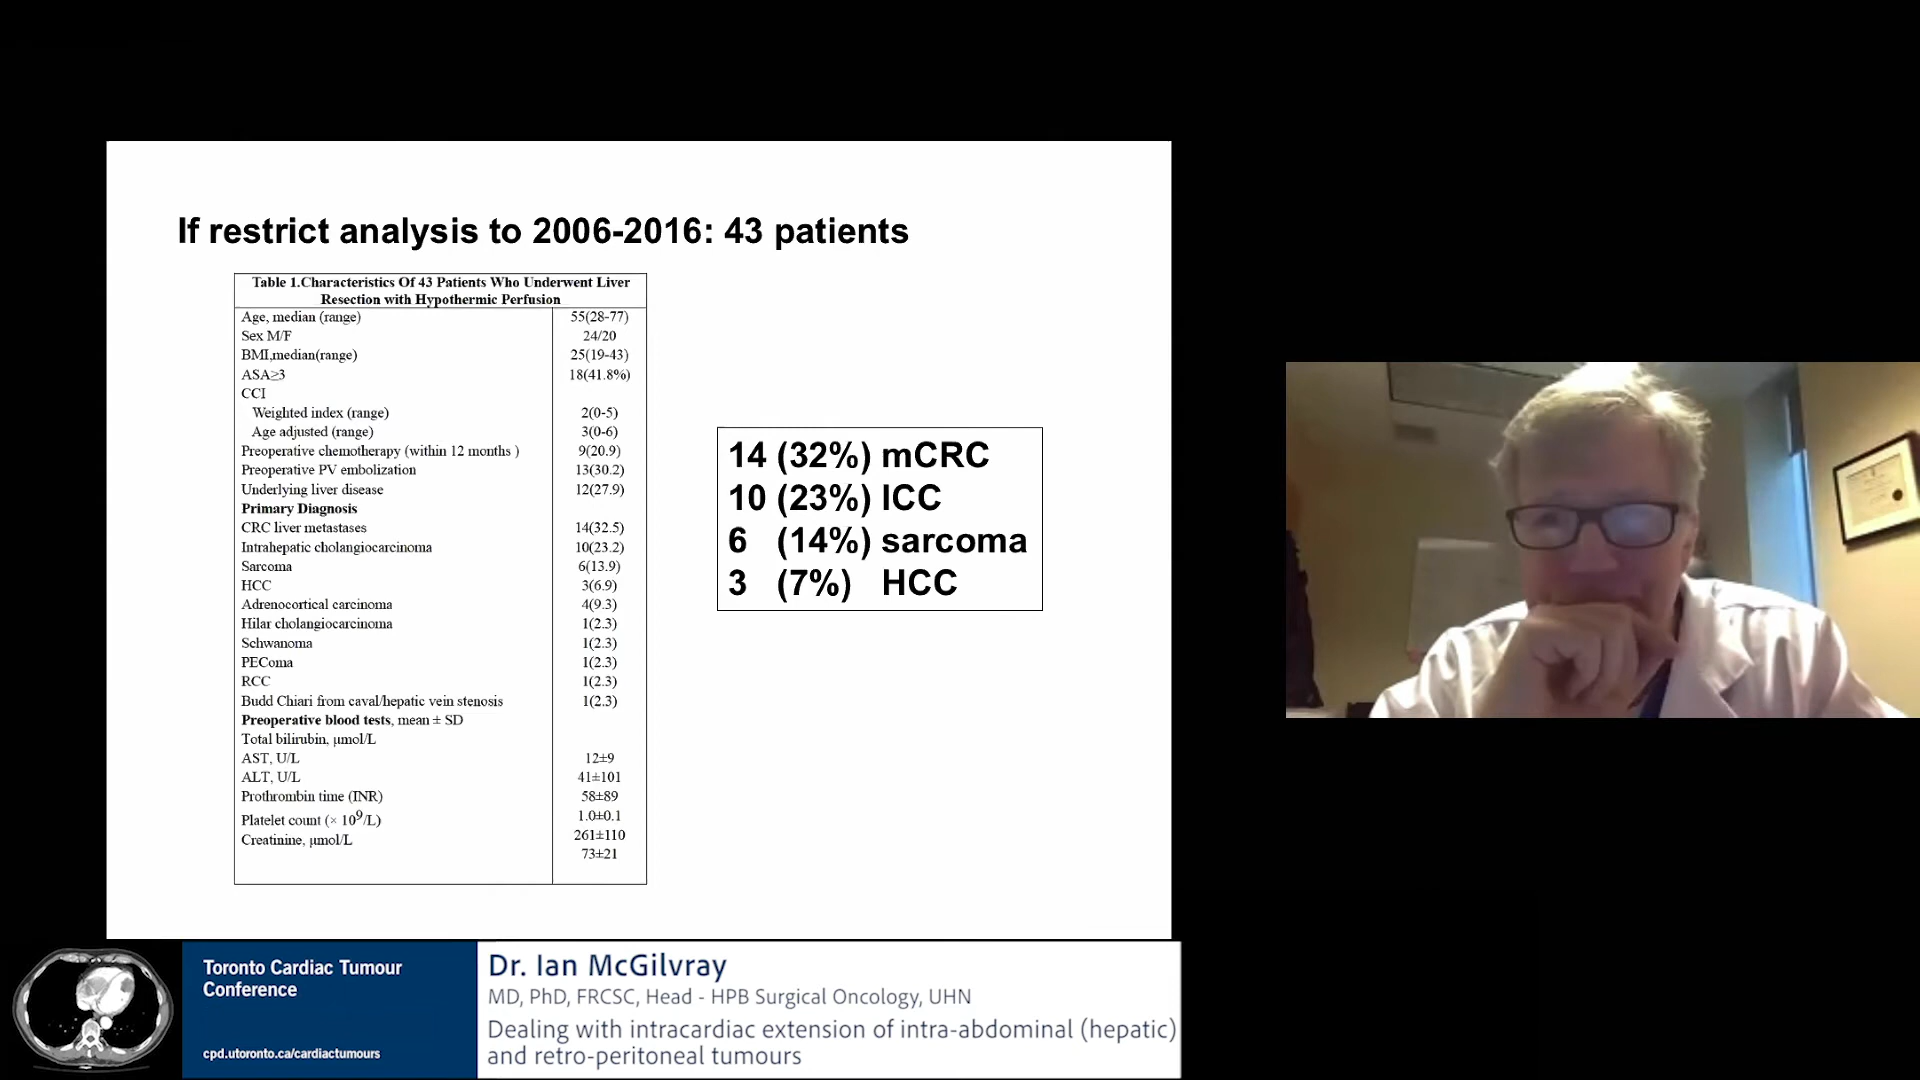 If restrict analysis to 2006-2016: 43 patients
Table 1.Characteristics Of 43 Patients Who Underwent Liver
Resection with Hypothermic Perfusion
Age, median (range) 55(28-77)
Sex M/F 24/20
BMI,median(range) 25(19-43)
ASA≥3 18(41.8%)
CCI
Weighted index (range) 2(0-5)
Age adjusted (range) 3(0-6)
Preoperative chemotherapy (within 12 months ) 9(20.9)
Preoperative PV embolization 13(30.2)
Underlying liver disease 12(27.9)
Primary Diagnosis
CRC liver metastases 14(32.5)
Intrahepatic cholangiocarcinoma 10(23.2)
Sarcoma 6(13.9)
HCC 3(6.9)
Adrenocortical carcinoma 4(9.3)
Hilar cholangiocarcinoma 1(2.3)
Schwanoma 1(2.3)
PEComa 1(2.3)
RCC 1(2.3)
Budd Chiari from caval/hepatic vein stenosis 1(2.3)
Preoperative blood tests, mean ± SD
Total bilirubin, μmol/L
AST, U/L 12±9
ALT, U/L 41±101
Prothrombin time (INR) 58±89
Platelet count (× 10⁹/L) 1.0±0.1
Creatinine, μmol/L 261±110
73±21
14 (32%) mCRC
10 (23%) ICC
6 (14%) sarcoma
3 (7%) HCC
Toronto Cardiac Tumour
Conference
cpd.utoronto.ca/cardiactumours
Dr. Ian McGilvray
MD, PhD, FRCSC, Head - HPB Surgical Oncology, UHN
Dealing with intracardiac extension of intra-abdominal (hepatic)
and retro-peritoneal tumours